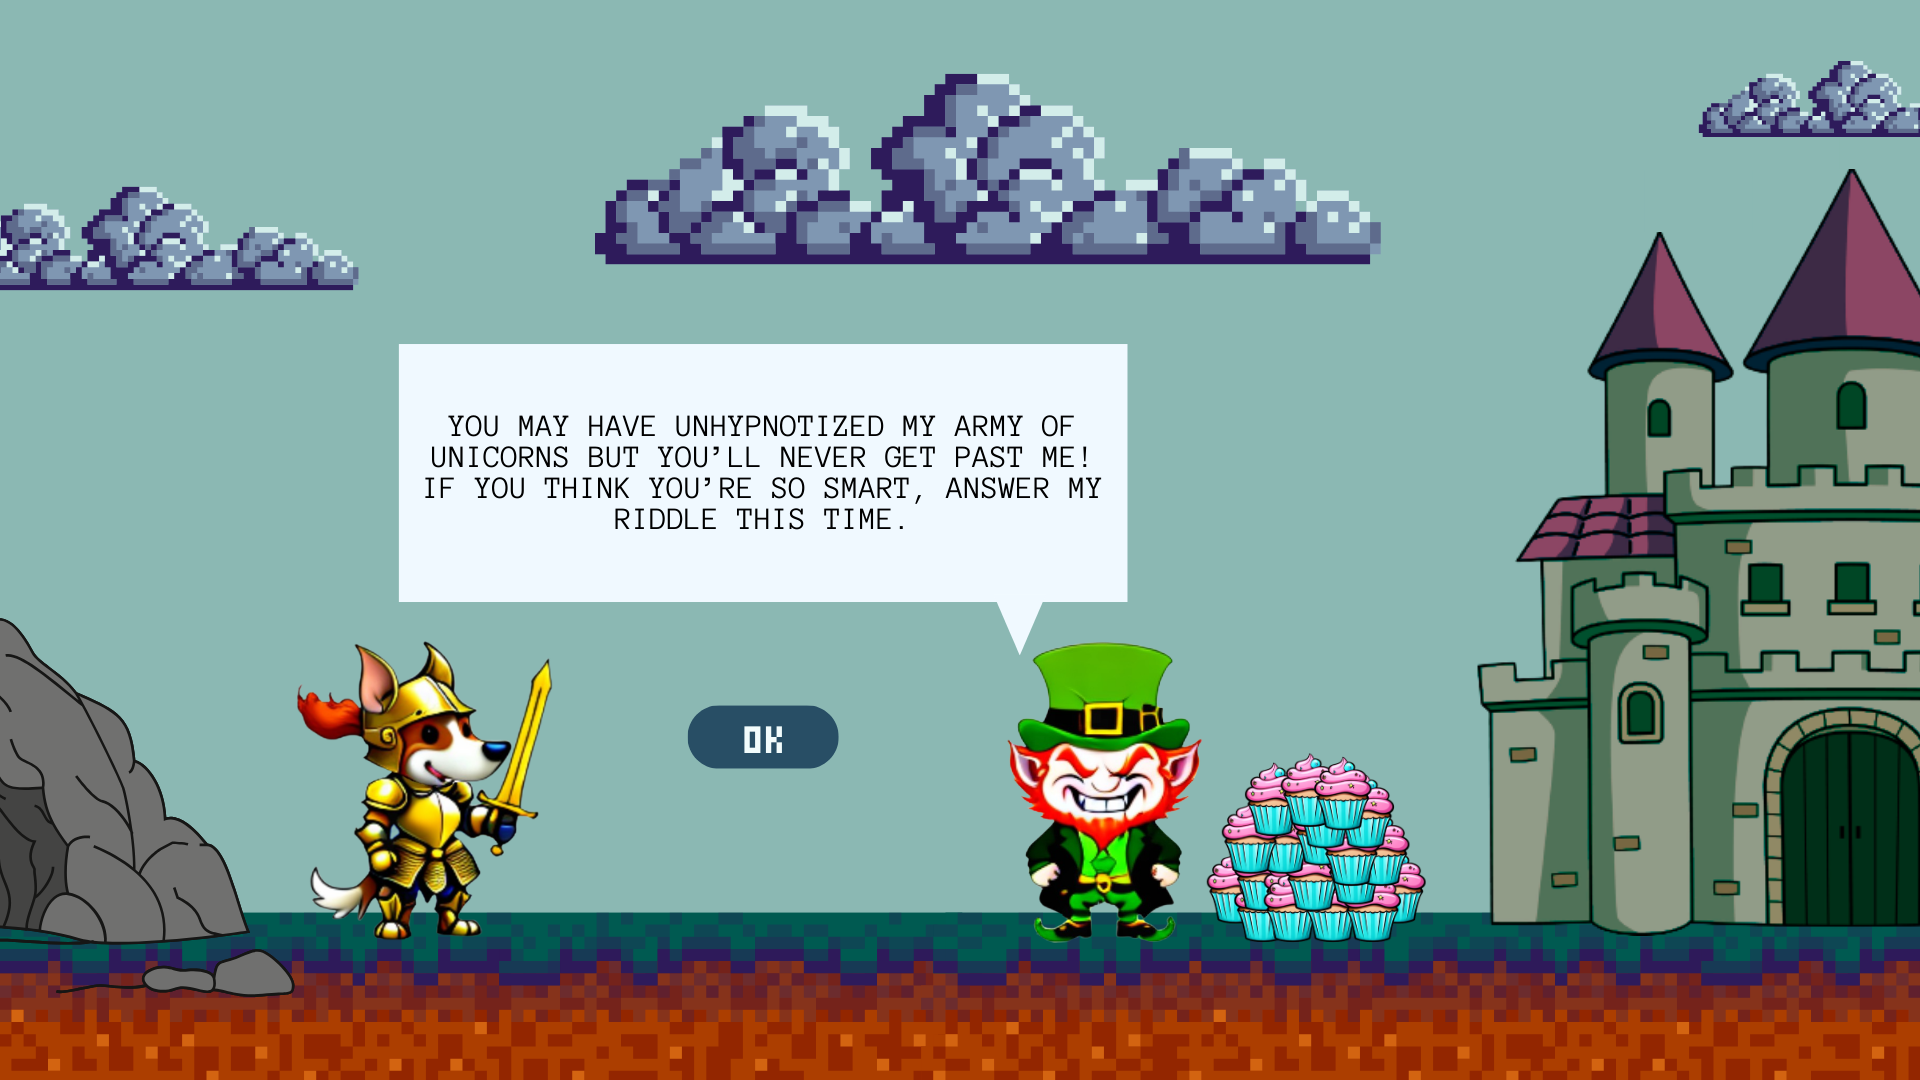 YOU MAY HAVE UNHYPNOTIZED MY ARMY OF
UNICORNS BUT YOU’LL NEVER GET PAST ME!
IF YOU THINK YOU’RE SO SMART, ANSWER MY
RIDDLE THIS TIME.
OK